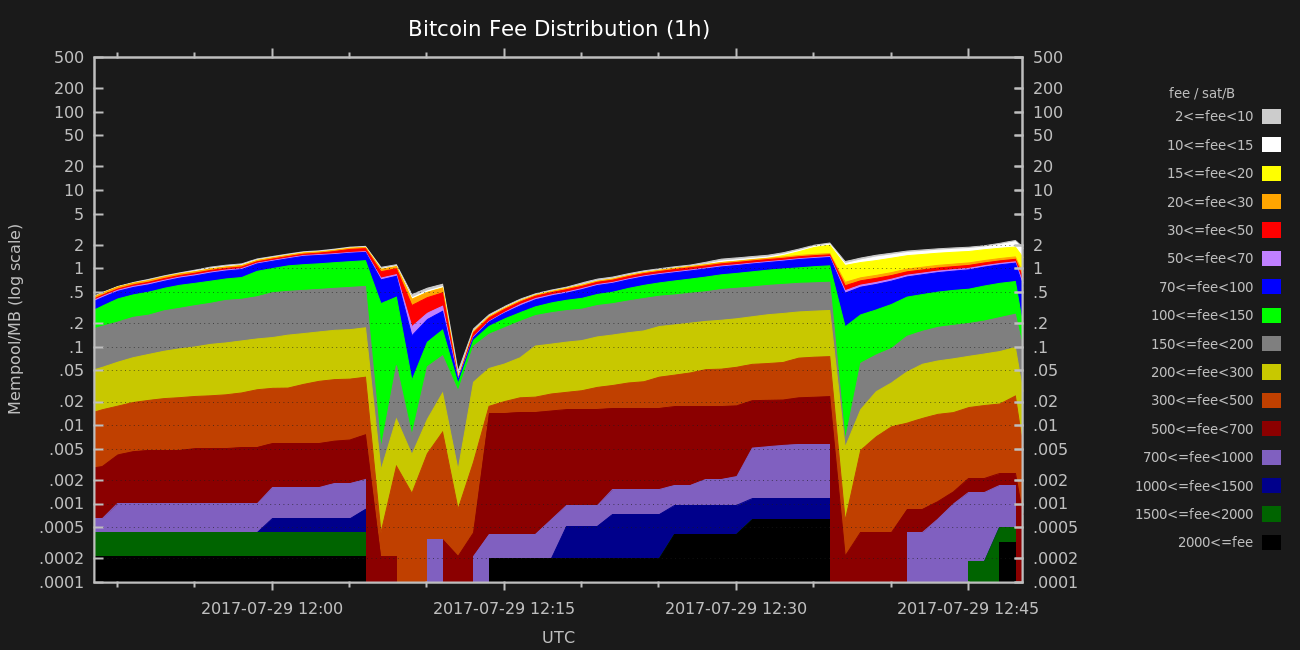 Bitcoin Fee Distribution (1h)
500 500
200 200
100 100
50 50
20 20
10 10
5 5
2 2
1 1
.5 .5
.2 .2
.1 .1
.05 .05
.02 .02
.01 .01
.005 .005
.002 .002
.001 .001
.0005 .0005
.0002 .0002
.0001 .0001
Mempool/MB (log scale)
2017-07-29 12:00 2017-07-29 12:15 2017-07-29 12:30 2017-07-29 12:45
UTC
fee / sat/B
2<=fee<10
10<=fee<15
15<=fee<20
20<=fee<30
30<=fee<50
50<=fee<70
70<=fee<100
100<=fee<150
150<=fee<200
200<=fee<300
300<=fee<500
500<=fee<700
700<=fee<1000
1000<=fee<1500
1500<=fee<2000
2000<=fee